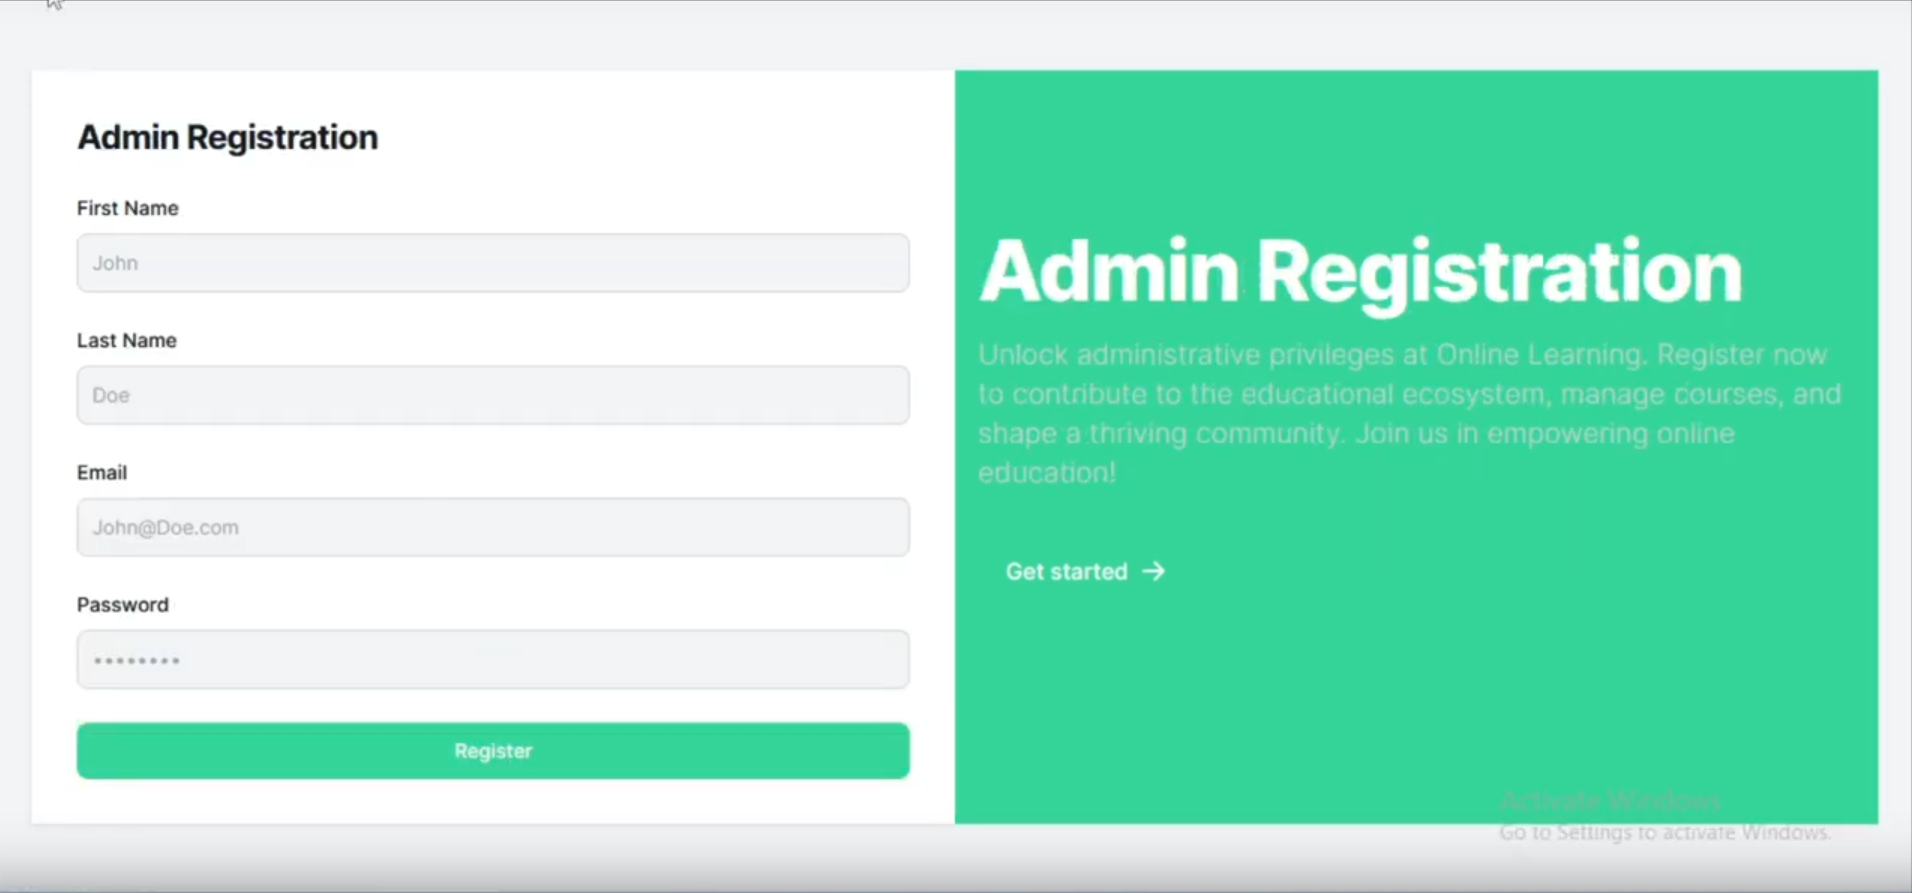 Admin Registration
First Name
John
Last Name
Doe
Email
John@Doe.com
Password
••••••••
Register
Admin Registration
Unlock administrative privileges at Online Learning. Register now
to contribute to the educational ecosystem, manage courses, and
shape a thriving community. Join us in empowering online
education!
Get started →
Activate Windows
Go to Settings to activate Windows.